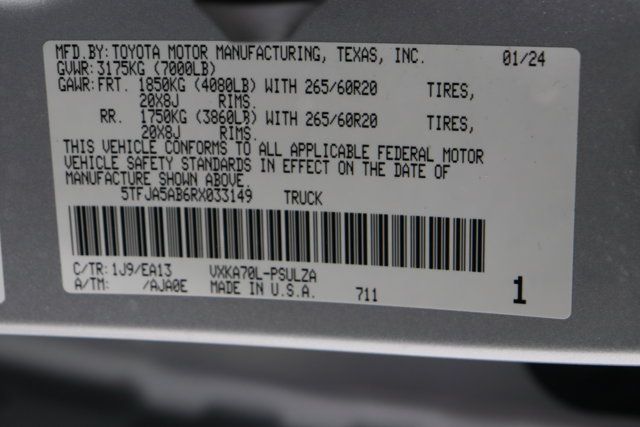 MFD.BY: TOYOTA MOTOR MANUFACTURING, TEXAS, INC. 01/24
GVWR: 3175KG (7000LB)
GAWR: FRT. 1850KG (4080LB) WITH 265/60R20 TIRES,
20X8J RIMS.
RR. 1750KG (3860LB) WITH 265/60R20 TIRES,
20X8J RIMS.
THIS VEHICLE CONFORMS TO ALL APPLICABLE FEDERAL MOTOR
VEHICLE SAFETY STANDARDS IN EFFECT ON THE DATE OF
MANUFACTURE SHOWN ABOVE.
5TFJA5AB6RX033149 TRUCK
C/TR: 1J9/EA13 VXKA70L-PSULZA
A/TM: /AJA0E MADE IN U.S.A. 711 1